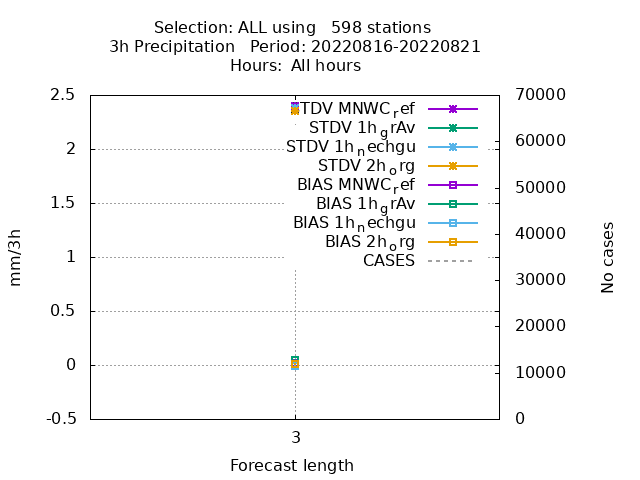 Selection: ALL using 598 stations
3h Precipitation Period: 20220816-20220821
Hours: All hours
2.5
2
1.5
1
0.5
0
-0.5
mm/3h
70000
60000
50000
40000
30000
20000
10000
0
No cases
STDV MNWC_ref
STDV 1h_grAv
STDV 1h_nechgu
STDV 2h_org
BIAS MNWC_ref
BIAS 1h_grAv
BIAS 1h_nechgu
BIAS 2h_org
CASES
3
Forecast length